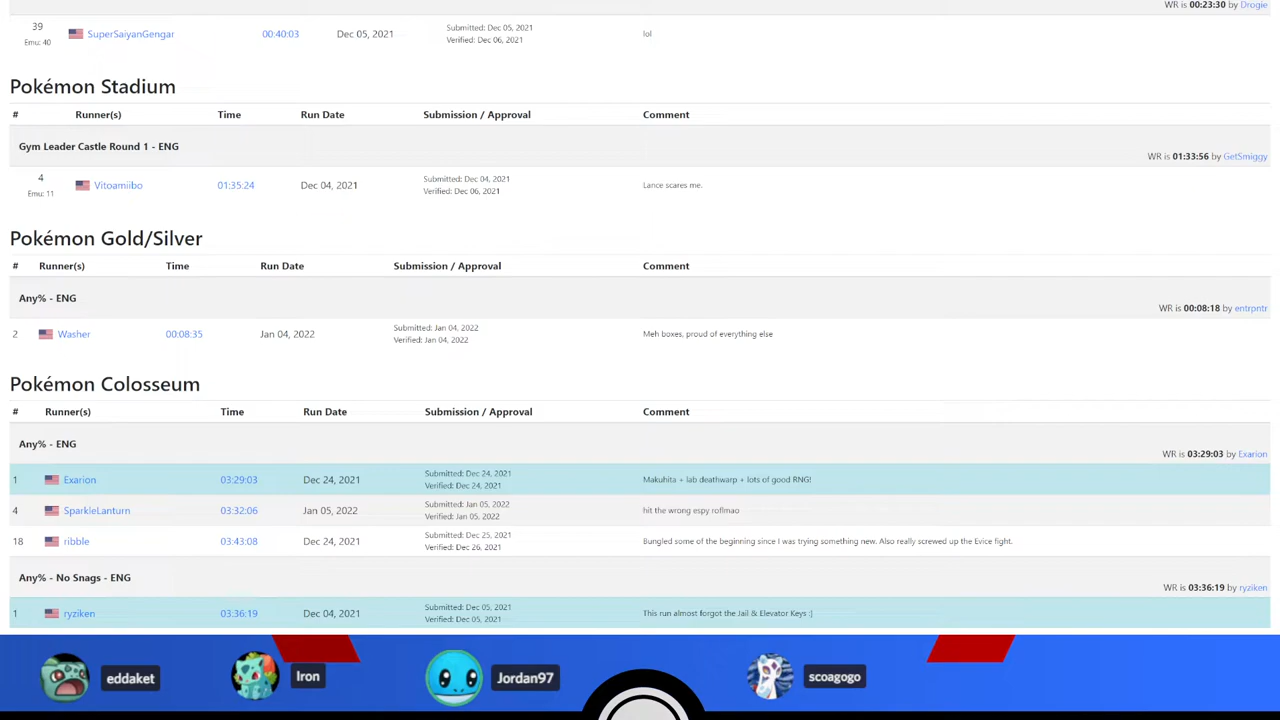 WR is 00:23:30 by Drogie
39 SuperSaiyanGengar 00:40:03 Dec 05, 2021 Submitted: Dec 05, 2021 lol
Emu: 40 Verified: Dec 06, 2021
Pokémon Stadium
# Runner(s) Time Run Date Submission / Approval Comment
Gym Leader Castle Round 1 - ENG
WR is 01:33:56 by GetSmiggy
4 Vitoamiibo 01:35:24 Dec 04, 2021 Submitted: Dec 04, 2021 Lance scares me.
Emu: 11 Verified: Dec 06, 2021
Pokémon Gold/Silver
# Runner(s) Time Run Date Submission / Approval Comment
Any% - ENG
WR is 00:08:18 by entrpntr
2 Washer 00:08:35 Jan 04, 2022 Submitted: Jan 04, 2022 Meh boxes, proud of everything else
Verified: Jan 04, 2022
Pokémon Colosseum
# Runner(s) Time Run Date Submission / Approval Comment
Any% - ENG
WR is 03:29:03 by Exarion
1 Exarion 03:29:03 Dec 24, 2021 Submitted: Dec 24, 2021 Makuhita + lab deathwarp + lots of good RNG!
Verified: Dec 24, 2021
4 SparkleLanturn 03:32:06 Jan 05, 2022 Submitted: Jan 05, 2022 hit the wrong espy roflmao
Verified: Jan 05, 2022
18 ribble 03:43:08 Dec 24, 2021 Submitted: Dec 25, 2021 Bungled some of the beginning since I was trying something new. Also really screwed up the Evice fight.
Verified: Dec 26, 2021
Any% - No Snags - ENG
WR is 03:36:19 by ryziken
1 ryziken 03:36:19 Dec 04, 2021 Submitted: Dec 05, 2021 This run almost forgot the Jail & Elevator Keys :]
Verified: Dec 05, 2021
eddaket Iron Jordan97 scoagogo